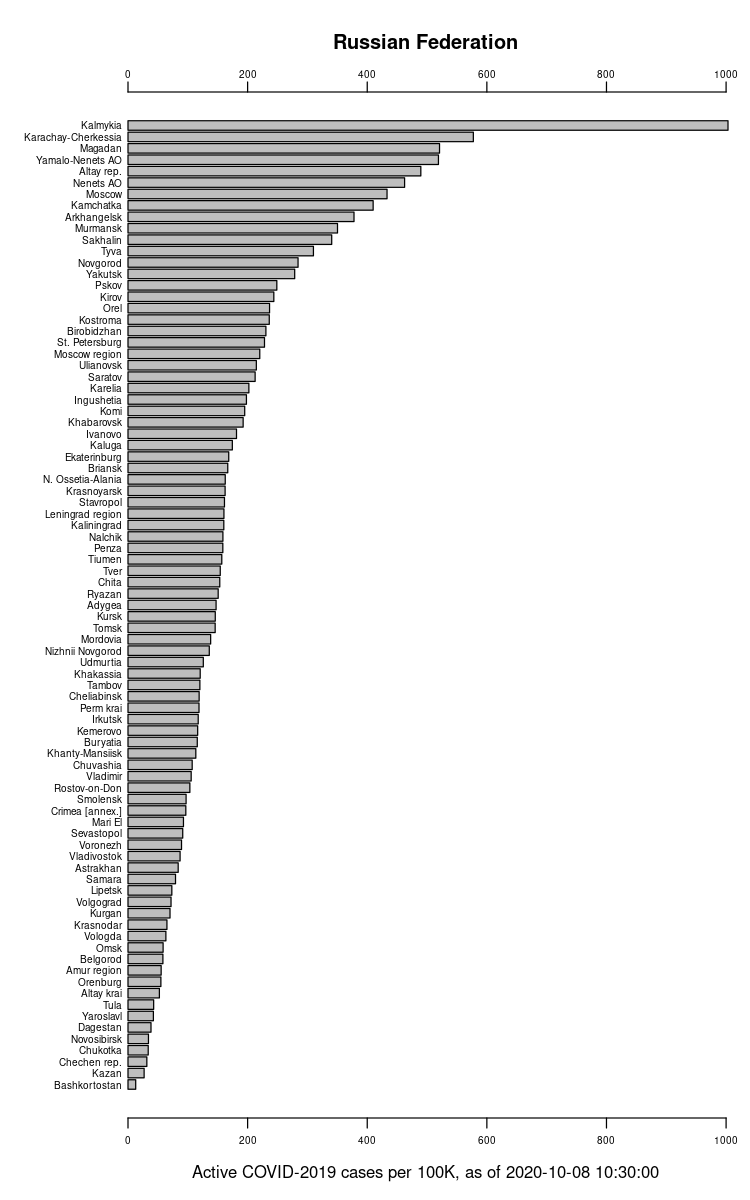 Russian Federation
0 200 400 600 800 1000
Kalmykia
Karachay-Cherkessia
Magadan
Yamalo-Nenets AO
Altay rep.
Nenets AO
Moscow
Kamchatka
Arkhangelsk
Murmansk
Sakhalin
Tyva
Novgorod
Yakutsk
Pskov
Kirov
Orel
Kostroma
Birobidzhan
St. Petersburg
Moscow region
Ulianovsk
Saratov
Karelia
Ingushetia
Komi
Khabarovsk
Ivanovo
Kaluga
Ekaterinburg
Briansk
N. Ossetia-Alania
Krasnoyarsk
Stavropol
Leningrad region
Kaliningrad
Nalchik
Penza
Tiumen
Tver
Chita
Ryazan
Adygea
Kursk
Tomsk
Mordovia
Nizhnii Novgorod
Udmurtia
Khakassia
Tambov
Cheliabinsk
Perm krai
Irkutsk
Kemerovo
Buryatia
Khanty-Mansiisk
Chuvashia
Vladimir
Rostov-on-Don
Smolensk
Crimea [annex.]
Mari El
Sevastopol
Voronezh
Vladivostok
Astrakhan
Samara
Lipetsk
Volgograd
Kurgan
Krasnodar
Vologda
Omsk
Belgorod
Amur region
Orenburg
Altay krai
Tula
Yaroslavl
Dagestan
Novosibirsk
Chukotka
Chechen rep.
Kazan
Bashkortostan
0 200 400 600 800 1000
Active COVID-2019 cases per 100K, as of 2020-10-08 10:30:00